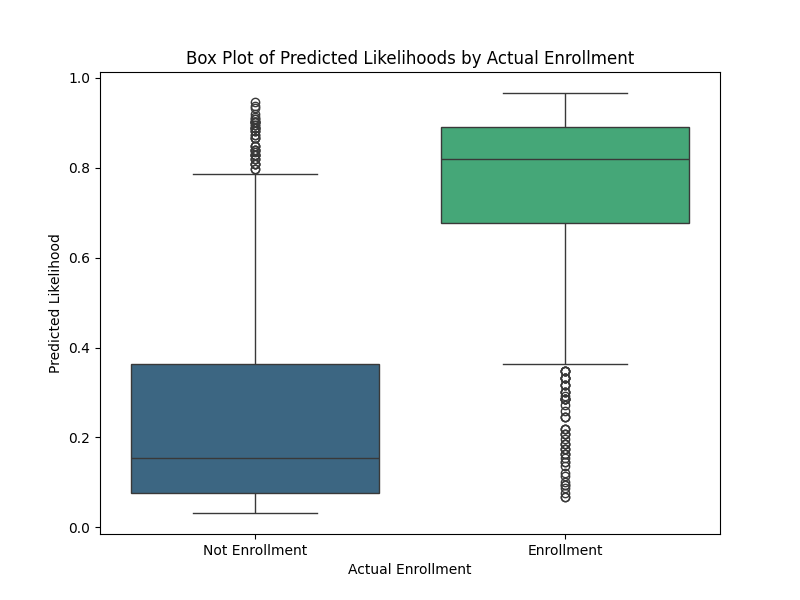 Box Plot of Predicted Likelihoods by Actual Enrollment
1.0
0.8
0.6
0.4
0.2
0.0
Predicted Likelihood
Not Enrollment
Enrollment
Actual Enrollment